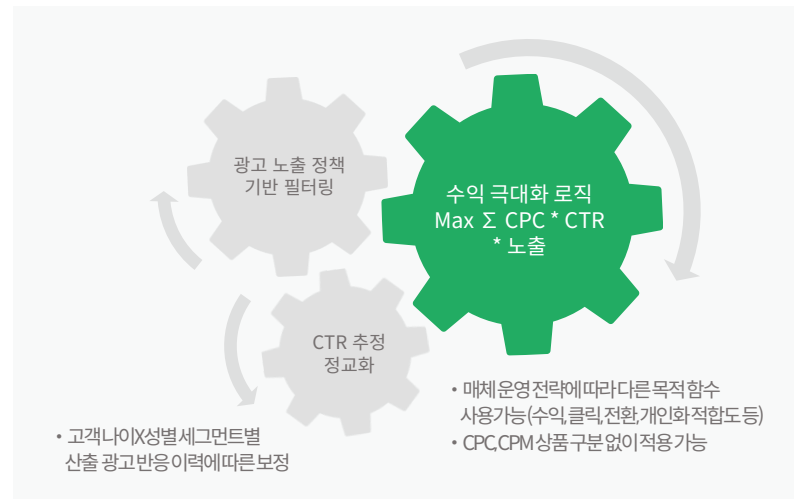 광고 노출 정책
기반 필터링
수익 극대화 로직
Max Σ CPC * CTR
* 노출
CTR 추정
정교화
• 고객 나이X성별 세그먼트별
산출 광고 반응 이력에 따른 보정
• 매체 운영 전략에 따라 다른 목적 함수
사용 가능 (수익, 클릭, 전환, 개인화 적합도 등)
• CPC, CPM 상품 구분 없이 적용 가능